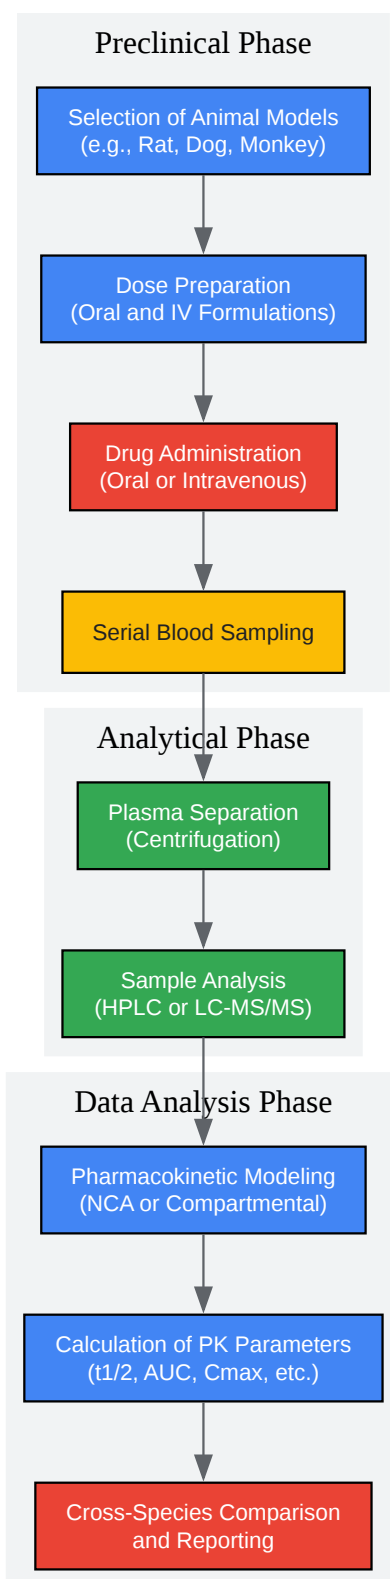 Preclinical Phase
Selection of Animal Models
(e.g., Rat, Dog, Monkey)
Dose Preparation
(Oral and IV Formulations)
Drug Administration
(Oral or Intravenous)
Serial Blood Sampling
Analytical Phase
Plasma Separation
(Centrifugation)
Sample Analysis
(HPLC or LC-MS/MS)
Data Analysis Phase
Pharmacokinetic Modeling
(NCA or Compartmental)
Calculation of PK Parameters
(t1/2, AUC, Cmax, etc.)
Cross-Species Comparison
and Reporting